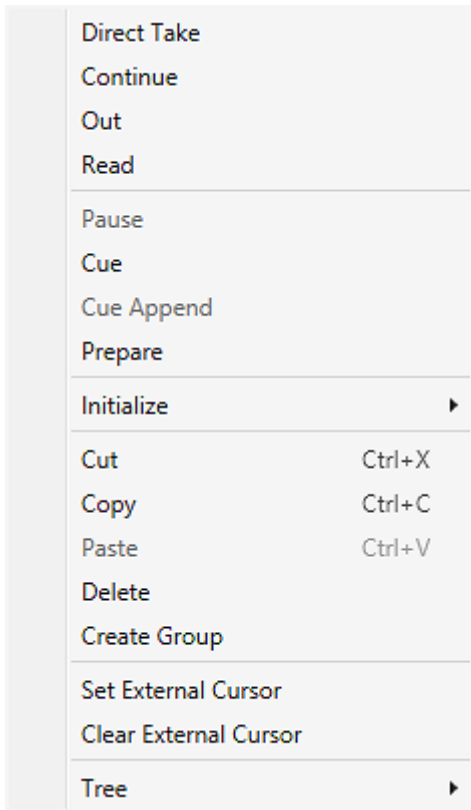 Direct Take
Continue
Out
Read
Pause
Cue
Cue Append
Prepare
Initialize
Cut Ctrl+X
Copy Ctrl+C
Paste Ctrl+V
Delete
Create Group
Set External Cursor
Clear External Cursor
Tree